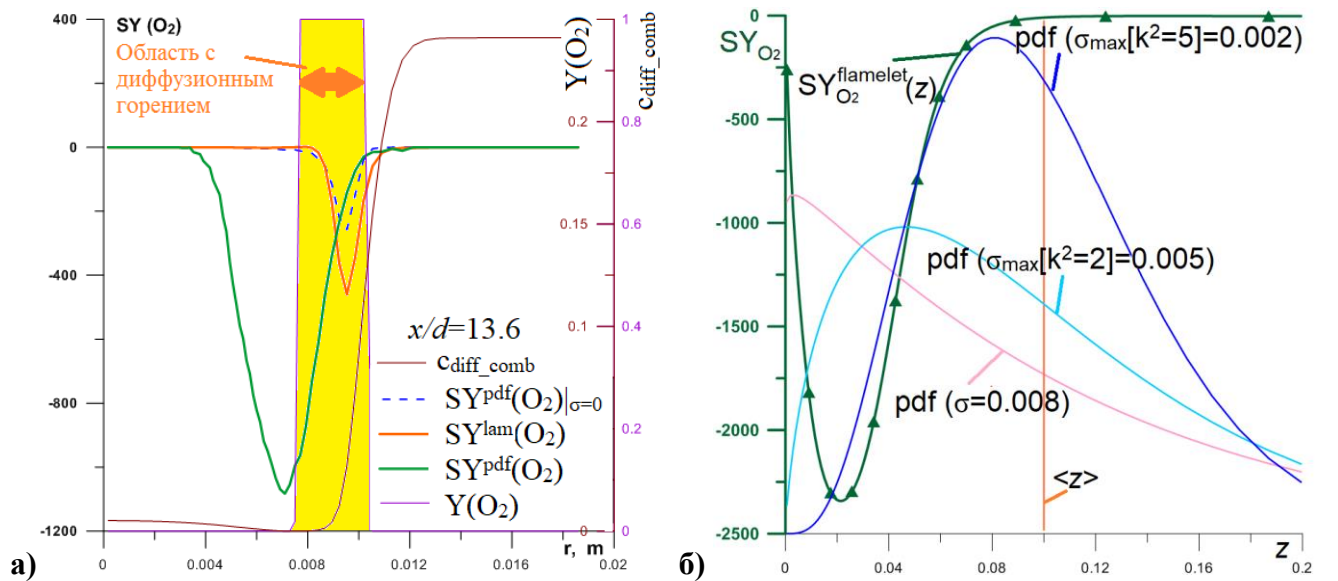 400
SY (O₂)
Область с
диффузионным
горением
0
-400
-800
-1200
0
0.004
0.008
0.012
0.016
0.02
r, m
x/d=13.6
c_diff_comb
SY^pdf(O₂)|σ=0
SY^lam(O₂)
SY^pdf(O₂)
Y(O₂)
Y(O₂)
0.2
0.15
0.1
0
c_diff_comb
1
0.8
0.6
0.4
0.2
0
а)
0
SY_O₂
-500
-1000
-1500
-2000
-2500
pdf (σmax[k²=5]=0.002)
SY_O₂^flamelet(z)
pdf (σmax[k²=2]=0.005)
pdf (σ=0.008)
<z>
0
0.04
0.08
0.12
0.16
z
0.2
б)